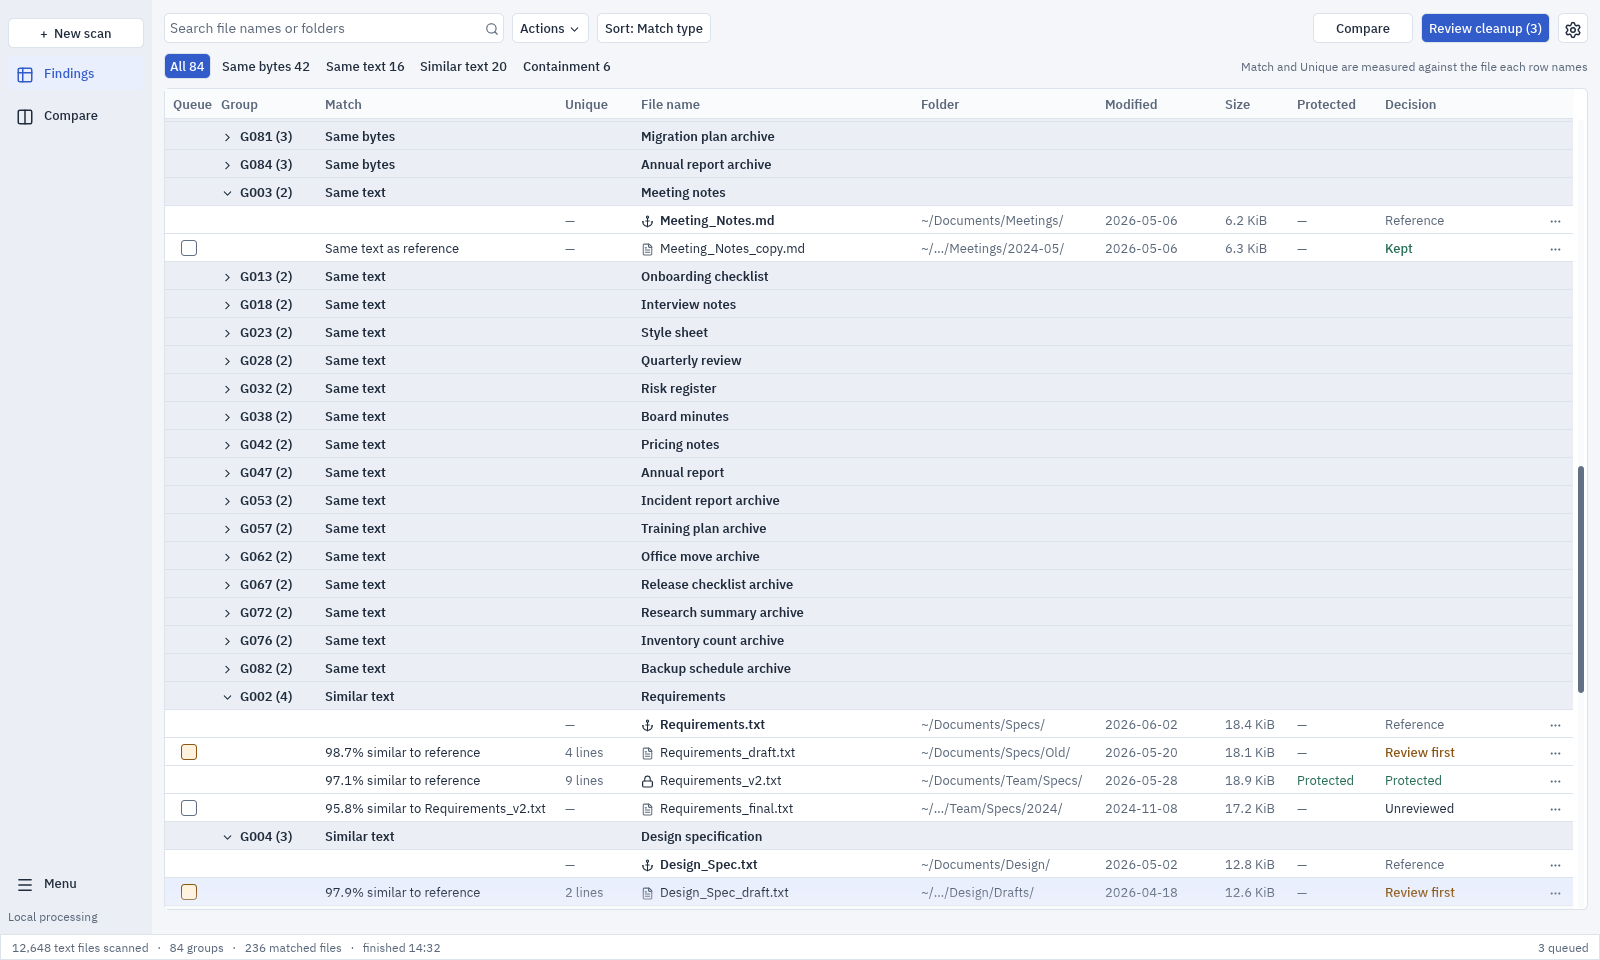 + New scan
Findings
Compare
Menu
Local processing
Search file names or folders
Actions
Sort: Match type
Compare
Review cleanup (3)
All 84
Same bytes 42
Same text 16
Similar text 20
Containment 6
Match and Unique are measured against the file each row names
Queue Group Match Unique File name Folder Modified Size Protected Decision
G081 (3) Same bytes Migration plan archive
G084 (3) Same bytes Annual report archive
G003 (2) Same text Meeting notes
— Meeting_Notes.md ~/Documents/Meetings/ 2026-05-06 6.2 KiB — Reference ···
Same text as reference — Meeting_Notes_copy.md ~/.../Meetings/2024-05/ 2026-05-06 6.3 KiB — Kept ···
G013 (2) Same text Onboarding checklist
G018 (2) Same text Interview notes
G023 (2) Same text Style sheet
G028 (2) Same text Quarterly review
G032 (2) Same text Risk register
G038 (2) Same text Board minutes
G042 (2) Same text Pricing notes
G047 (2) Same text Annual report
G053 (2) Same text Incident report archive
G057 (2) Same text Training plan archive
G062 (2) Same text Office move archive
G067 (2) Same text Release checklist archive
G072 (2) Same text Research summary archive
G076 (2) Same text Inventory count archive
G082 (2) Same text Backup schedule archive
G002 (4) Similar text Requirements
— Requirements.txt ~/Documents/Specs/ 2026-06-02 18.4 KiB — Reference ···
98.7% similar to reference 4 lines Requirements_draft.txt ~/Documents/Specs/Old/ 2026-05-20 18.1 KiB — Review first ···
97.1% similar to reference 9 lines Requirements_v2.txt ~/Documents/Team/Specs/ 2026-05-28 18.9 KiB Protected Protected ···
95.8% similar to Requirements_v2.txt — Requirements_final.txt ~/.../Team/Specs/2024/ 2024-11-08 17.2 KiB — Unreviewed ···
G004 (3) Similar text Design specification
— Design_Spec.txt ~/Documents/Design/ 2026-05-02 12.8 KiB — Reference ···
97.9% similar to reference 2 lines Design_Spec_draft.txt ~/.../Design/Drafts/ 2026-04-18 12.6 KiB — Review first ···
12,648 text files scanned · 84 groups · 236 matched files · finished 14:32
3 queued